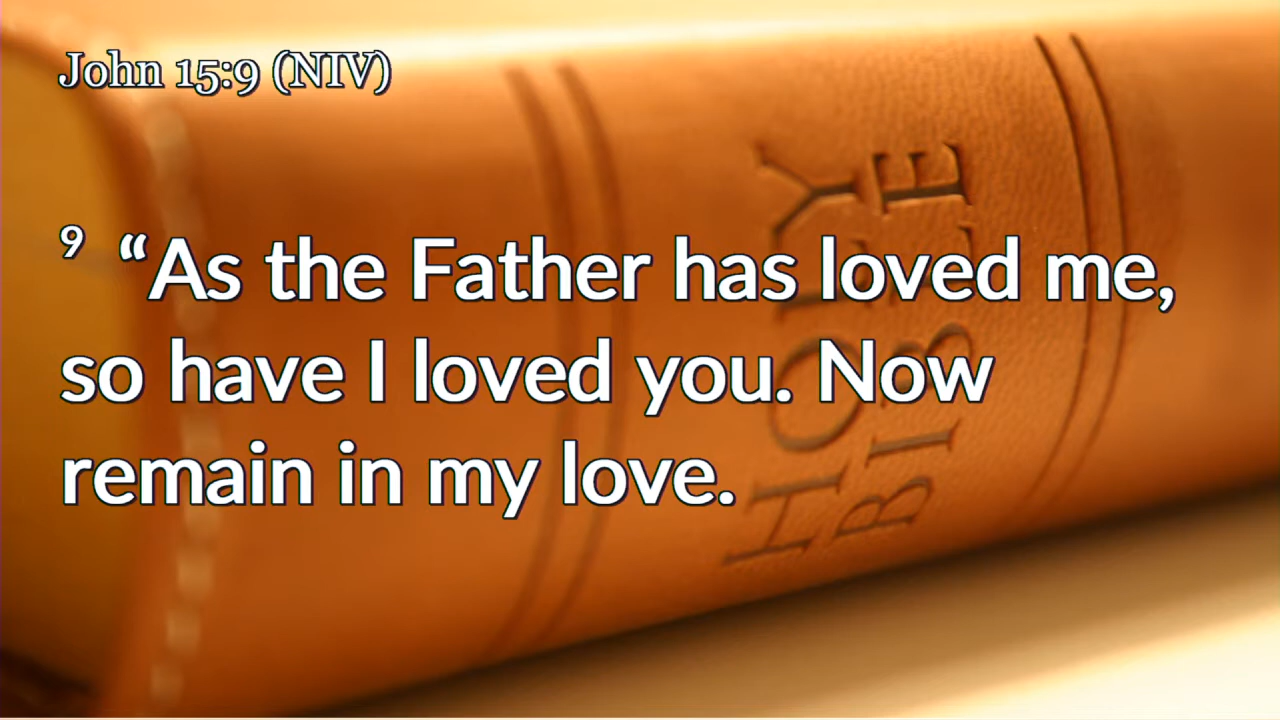 John 15:9 (NIV)
9 “As the Father has loved me,
so have I loved you. Now
remain in my love.
HOLY
BIBLE